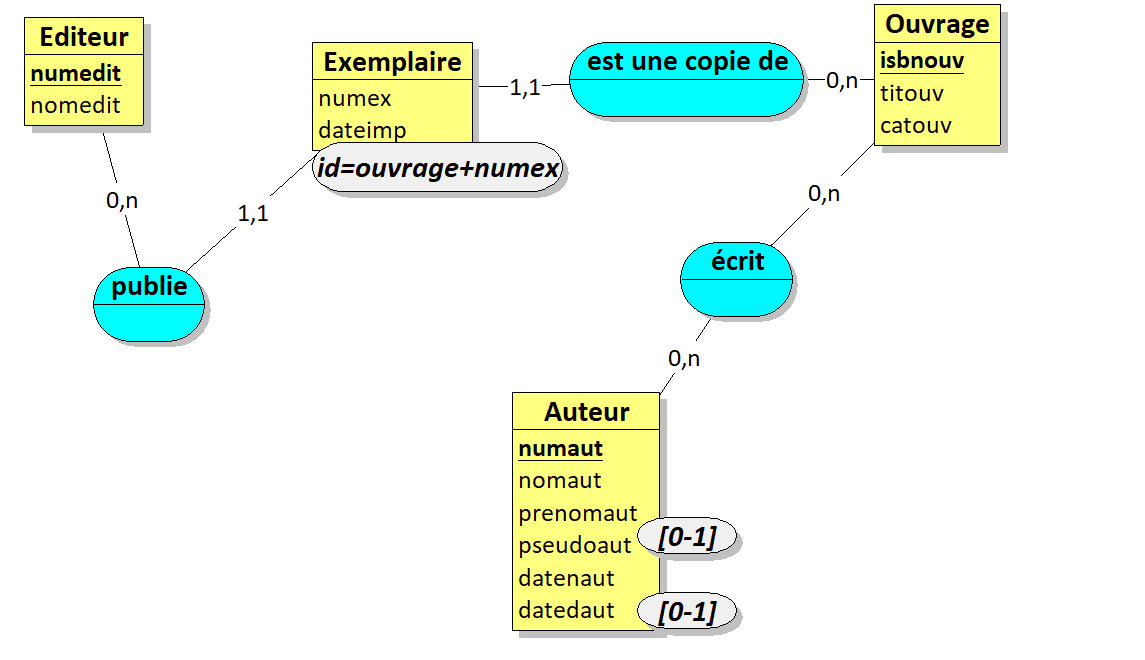 Editeur
numedit
nomedit
Exemplaire
numex
dateimp
id=ouvrage+numex
1,1
est une copie de
0,n
Ouvrage
isbnouv
titouv
catouv
0,n
1,1
publie
0,n
écrit
0,n
Auteur
numaut
nomaut
prenomaut
pseudoaut [0-1]
datenaut
datedaut [0-1]